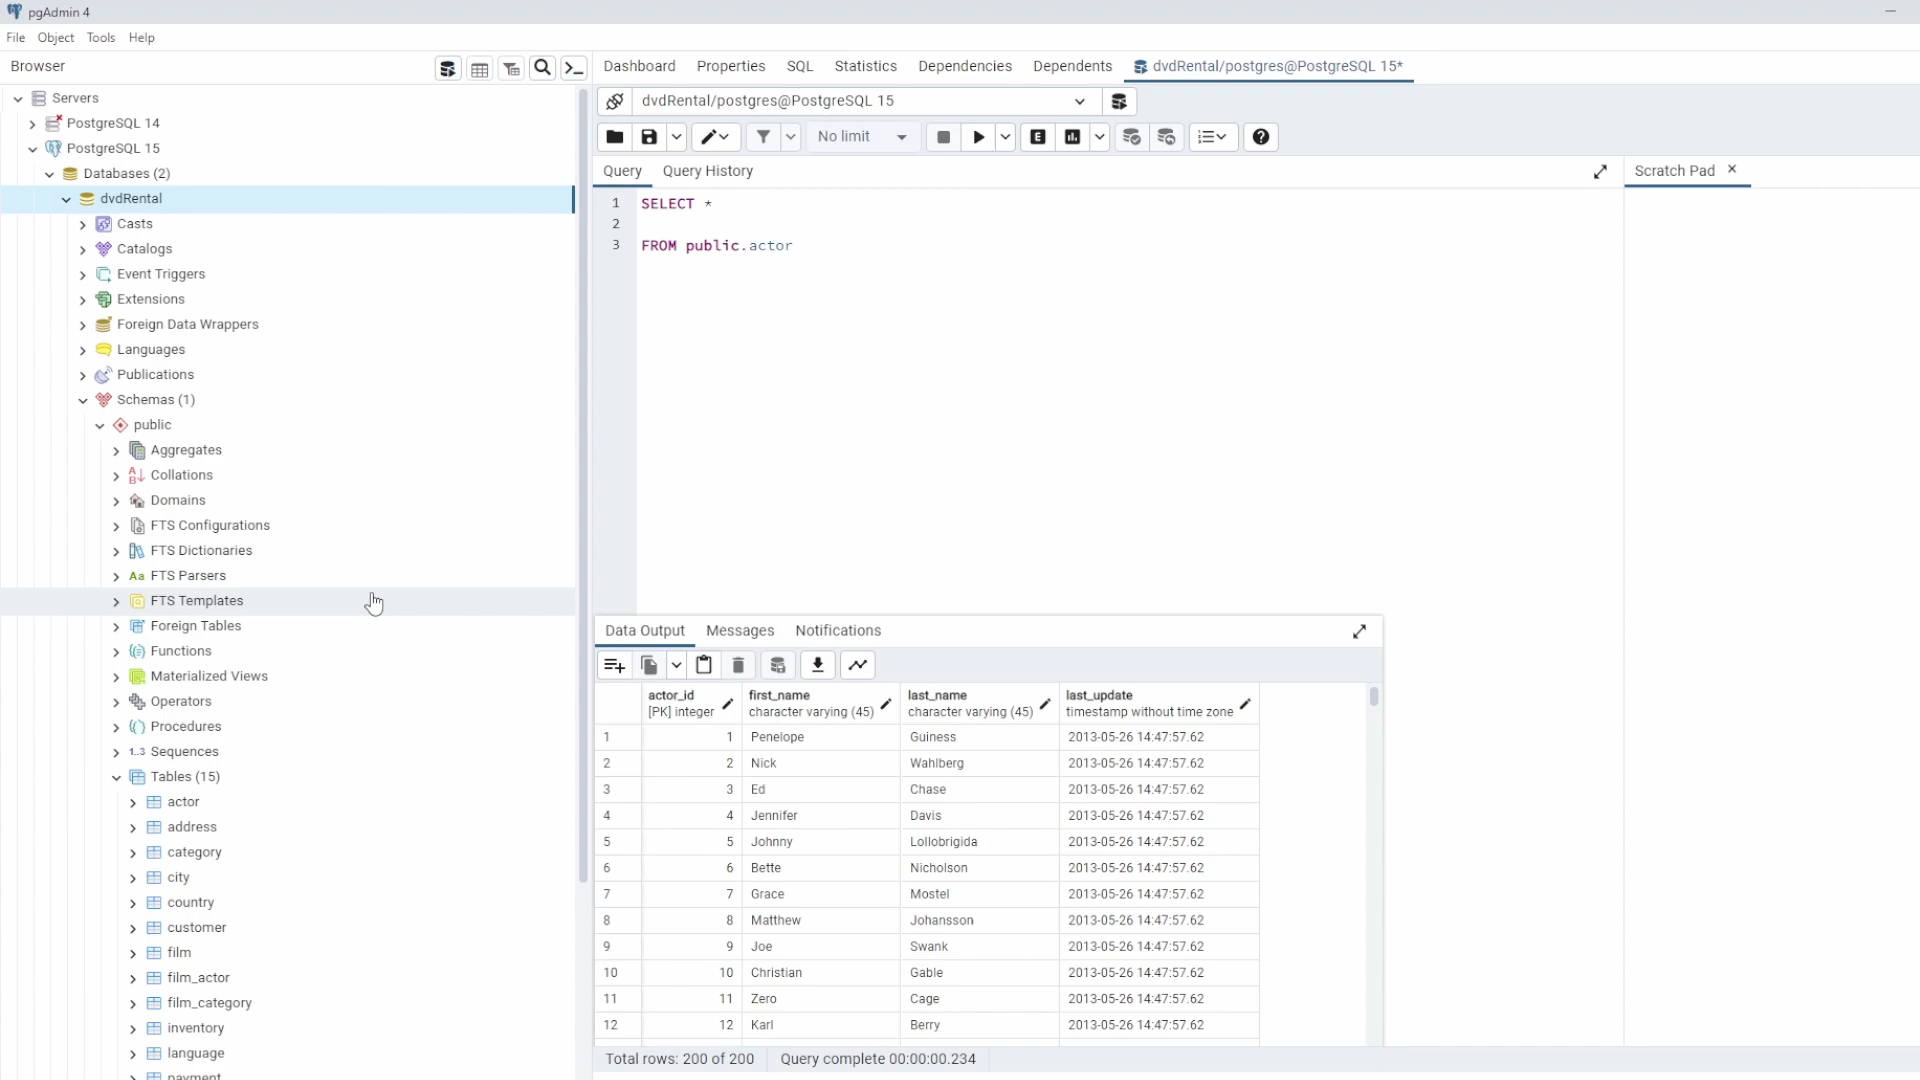 pgAdmin 4
File Object Tools Help
Browser
Dashboard Properties SQL Statistics Dependencies Dependents dvdRental/postgres@PostgreSQL 15*
Servers
PostgreSQL 14
PostgreSQL 15
Databases (2)
dvdRental
Casts
Catalogs
Event Triggers
Extensions
Foreign Data Wrappers
Languages
Publications
Schemas (1)
public
Aggregates
Collations
Domains
FTS Configurations
FTS Dictionaries
Aa FTS Parsers
FTS Templates
Foreign Tables
Functions
Materialized Views
Operators
Procedures
1..3 Sequences
Tables (15)
actor
address
category
city
country
customer
film
film_actor
film_category
inventory
language
payment
dvdRental/postgres@PostgreSQL 15
No limit
E
Query Query History
Scratch Pad
1 SELECT *
2
3 FROM public.actor
Data Output Messages Notifications
actor_id first_name last_name last_update
[PK] integer character varying (45) character varying (45) timestamp without time zone
1 1 Penelope Guiness 2013-05-26 14:47:57.62
2 2 Nick Wahlberg 2013-05-26 14:47:57.62
3 3 Ed Chase 2013-05-26 14:47:57.62
4 4 Jennifer Davis 2013-05-26 14:47:57.62
5 5 Johnny Lollobrigida 2013-05-26 14:47:57.62
6 6 Bette Nicholson 2013-05-26 14:47:57.62
7 7 Grace Mostel 2013-05-26 14:47:57.62
8 8 Matthew Johansson 2013-05-26 14:47:57.62
9 9 Joe Swank 2013-05-26 14:47:57.62
10 10 Christian Gable 2013-05-26 14:47:57.62
11 11 Zero Cage 2013-05-26 14:47:57.62
12 12 Karl Berry 2013-05-26 14:47:57.62
Total rows: 200 of 200 Query complete 00:00:00.234